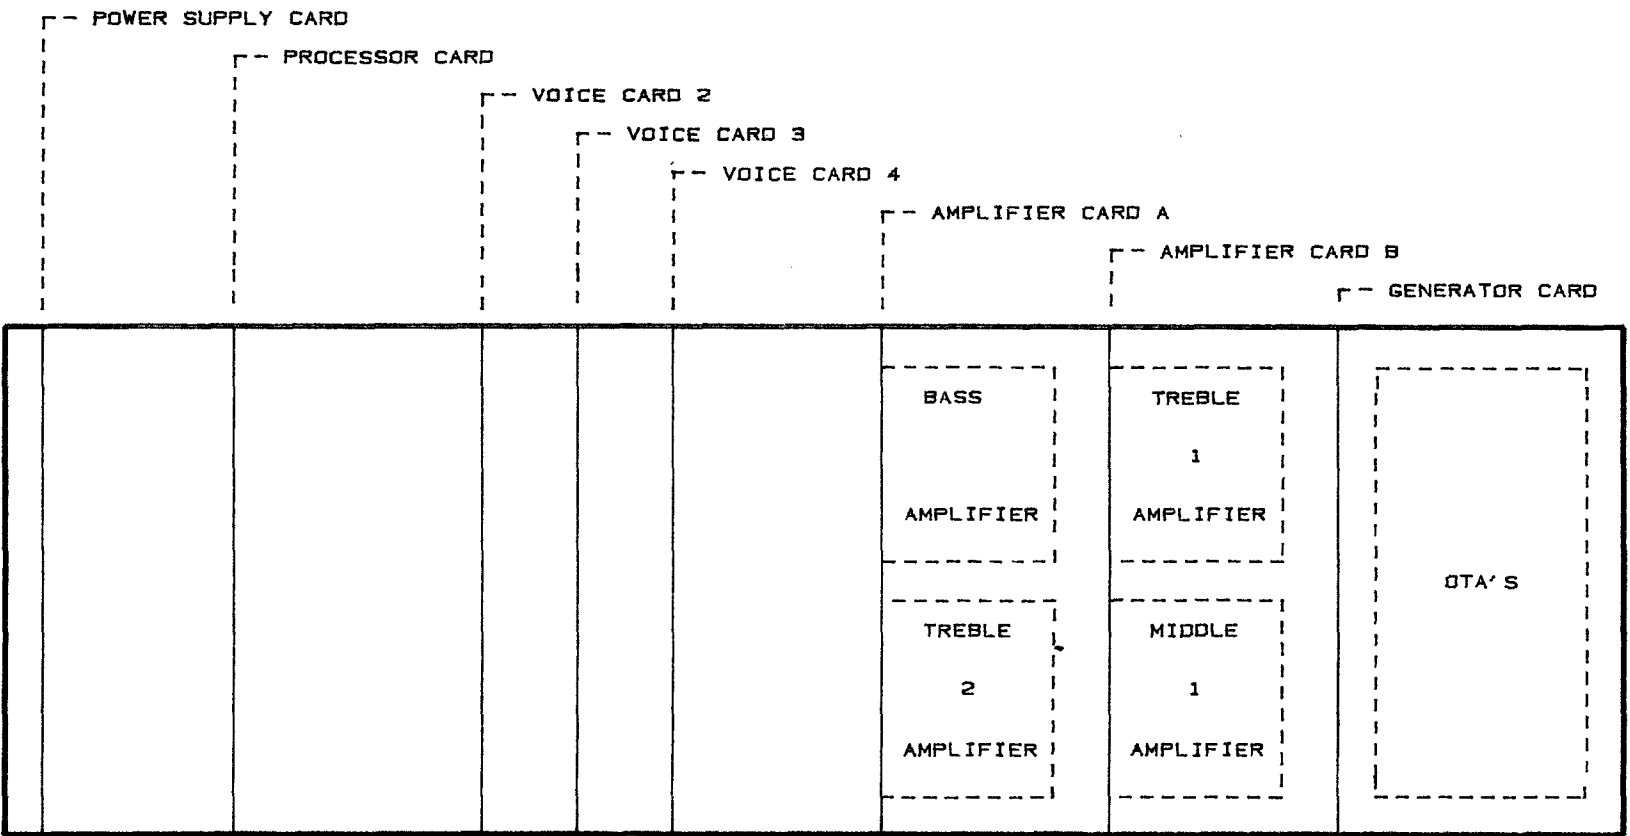 POWER SUPPLY CARD
PROCESSOR CARD
VOICE CARD 2
VOICE CARD 3
VOICE CARD 4
AMPLIFIER CARD A
AMPLIFIER CARD B
GENERATOR CARD
BASS
AMPLIFIER
TREBLE
2
AMPLIFIER
TREBLE
1
AMPLIFIER
MIDDLE
1
AMPLIFIER
OTA'S